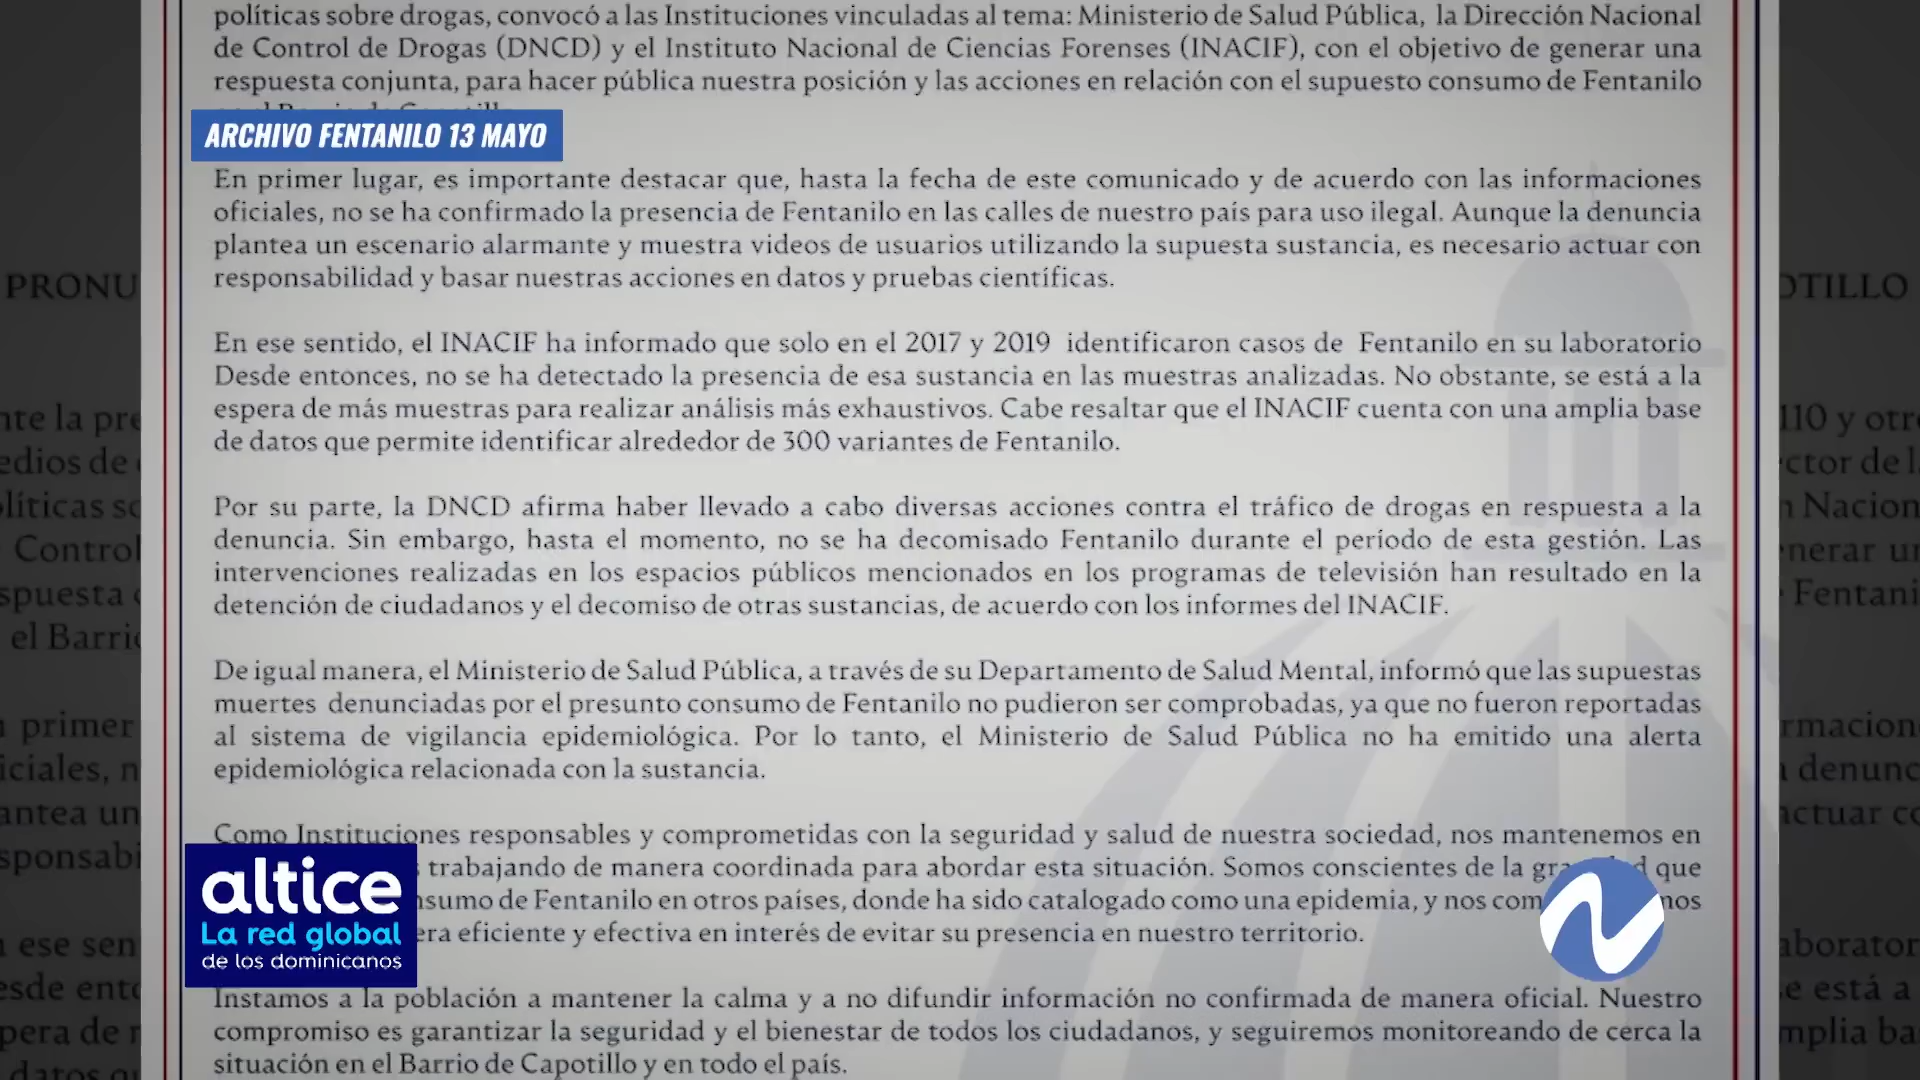 políticas sobre drogas, convocó a las Instituciones vinculadas al tema: Ministerio de Salud Pública, la Dirección Nacional
de Control de Drogas (DNCD) y el Instituto Nacional de Ciencias Forenses (INACIF), con el objetivo de generar una
respuesta conjunta, para hacer pública nuestra posición y las acciones en relación con el supuesto consumo de Fentanilo
ARCHIVO FENTANILO 13 MAYO
En primer lugar, es importante destacar que, hasta la fecha de este comunicado y de acuerdo con las informaciones
oficiales, no se ha confirmado la presencia de Fentanilo en las calles de nuestro país para uso ilegal. Aunque la denuncia
plantea un escenario alarmante y muestra videos de usuarios utilizando la supuesta sustancia, es necesario actuar con
responsabilidad y basar nuestras acciones en datos y pruebas científicas.
En ese sentido, el INACIF ha informado que solo en el 2017 y 2019 identificaron casos de Fentanilo en su laboratorio
Desde entonces, no se ha detectado la presencia de esa sustancia en las muestras analizadas. No obstante, se está a la
espera de más muestras para realizar análisis más exhaustivos. Cabe resaltar que el INACIF cuenta con una amplia base
de datos que permite identificar alrededor de 300 variantes de Fentanilo.
Por su parte, la DNCD afirma haber llevado a cabo diversas acciones contra el tráfico de drogas en respuesta a la
denuncia. Sin embargo, hasta el momento, no se ha decomisado Fentanilo durante el período de esta gestión. Las
intervenciones realizadas en los espacios públicos mencionados en los programas de televisión han resultado en la
detención de ciudadanos y el decomiso de otras sustancias, de acuerdo con los informes del INACIF.
De igual manera, el Ministerio de Salud Pública, a través de su Departamento de Salud Mental, informó que las supuestas
muertes denunciadas por el presunto consumo de Fentanilo no pudieron ser comprobadas, ya que no fueron reportadas
al sistema de vigilancia epidemiológica. Por lo tanto, el Ministerio de Salud Pública no ha emitido una alerta
epidemiológica relacionada con la sustancia.
Como Instituciones responsables y comprometidas con la seguridad y salud de nuestra sociedad, nos mantenemos en
trabajando de manera coordinada para abordar esta situación. Somos conscientes de la que
de Fentanilo en otros países, donde ha sido catalogado como una epidemia, y nos
eficiente y efectiva en interés de evitar su presencia en nuestro territorio.
altice
La red global
de los dominicanos
Instamos a la población a mantener la calma y a no difundir información no confirmada de manera oficial. Nuestro
compromiso es garantizar la seguridad y el bienestar de todos los ciudadanos, y seguiremos monitoreando de cerca la
situación en el Barrio de Capotillo y en todo el país.